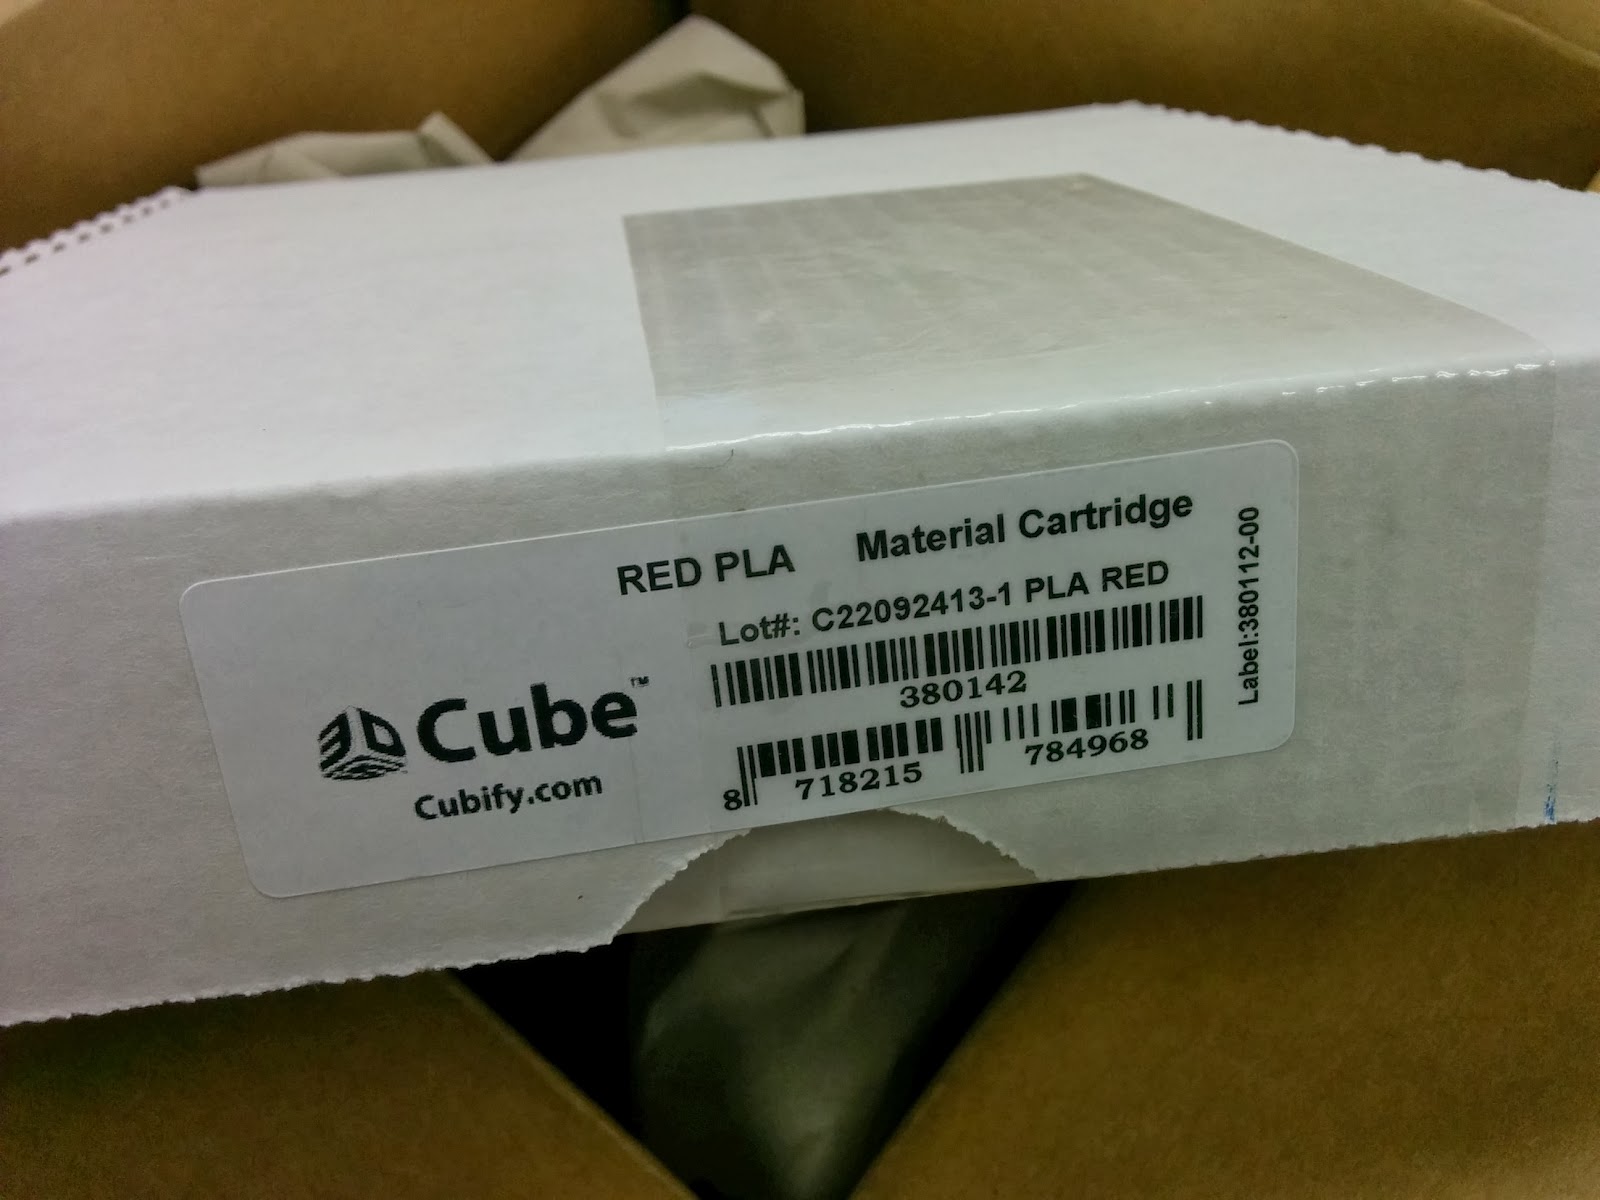 RED PLA Material Cartridge
Lot#: C22092413-1 PLA RED
380142
8 718215 784968
Label:380112-00
3D Cube™
Cubify.com